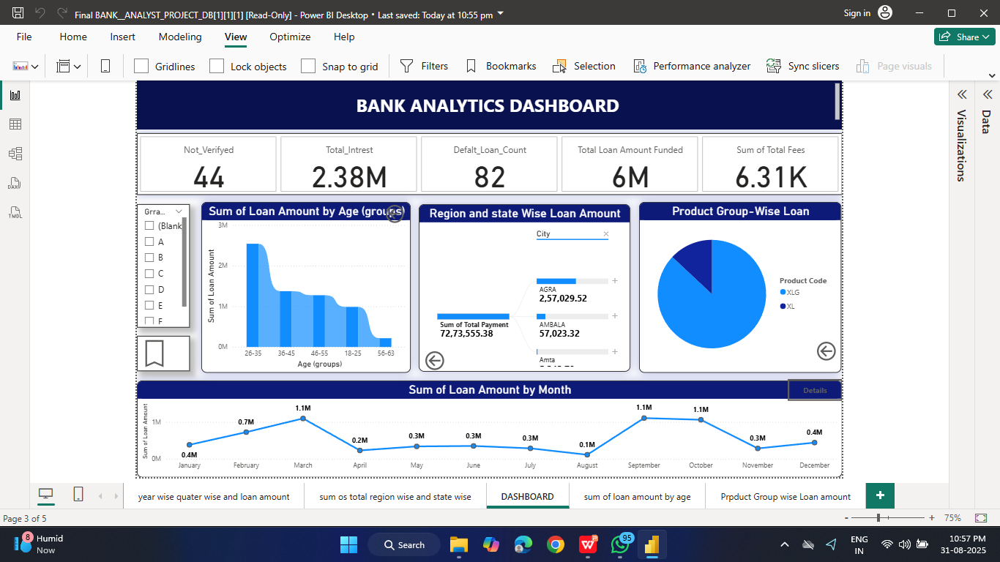 Final BANK__ANALYST_PROJECT_DB[1][1][1] [Read-Only] - Power BI Desktop • Last saved: Today at 10:55 pm
Sign in
File Home Insert Modeling View Optimize Help
Share
Gridlines Lock objects Snap to grid Filters Bookmarks Selection Performance analyzer Sync slicers Page visuals
BANK ANALYTICS DASHBOARD
Not_Verifyed
44
Total_Intrest
2.38M
Defalt_Loan_Count
82
Total Loan Amount Funded
6M
Sum of Total Fees
6.31K
Grra...
(Blank
A
B
C
D
E
F
Sum of Loan Amount by Age (groups)
Sum of Loan Amount
3M
2M
1M
0M
26-35 36-45 46-55 18-25 56-63
Age (groups)
Region and state Wise Loan Amount
City
Sum of Total Payment
72,73,555.38
AGRA
2,57,029.52
AMBALA
57,023.32
Amta
Product Group-Wise Loan
Product Code
XLG
XL
Sum of Loan Amount by Month
Details
Sum of Loan Amount
1M
0M
0.4M 0.7M 1.1M 0.2M 0.3M 0.3M 0.3M 0.1M 1.1M 1.1M 0.3M 0.4M
January February March April May June July August September October November December
year wise quater wise and loan amount
sum os total region wise and state wise
DASHBOARD
sum of loan amount by age
Prpduct Group wise Loan amount
Visualizations
Data
DAX
TMDL
Page 3 of 5
- + 75%
8
Humid
Now
Search
95
ENG
IN
10:57 PM
31-08-2025